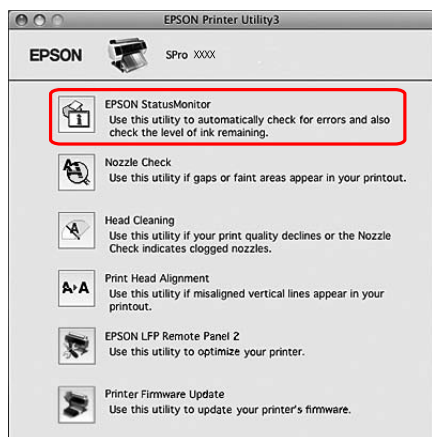 EPSON Printer Utility3
EPSON
SPro XXXX
EPSON StatusMonitor
Use this utility to automatically check for errors and also
check the level of ink remaining.
Nozzle Check
Use this utility if gaps or faint areas appear in your printout.
Head Cleaning
Use this utility if your print quality declines or the Nozzle
Check indicates clogged nozzles.
A▸A
Print Head Alignment
Use this utility if misaligned vertical lines appear in your
printout.
EPSON LFP Remote Panel 2
Use this utility to optimize your printer.
Printer Firmware Update
Use this utility to update your printer's firmware.